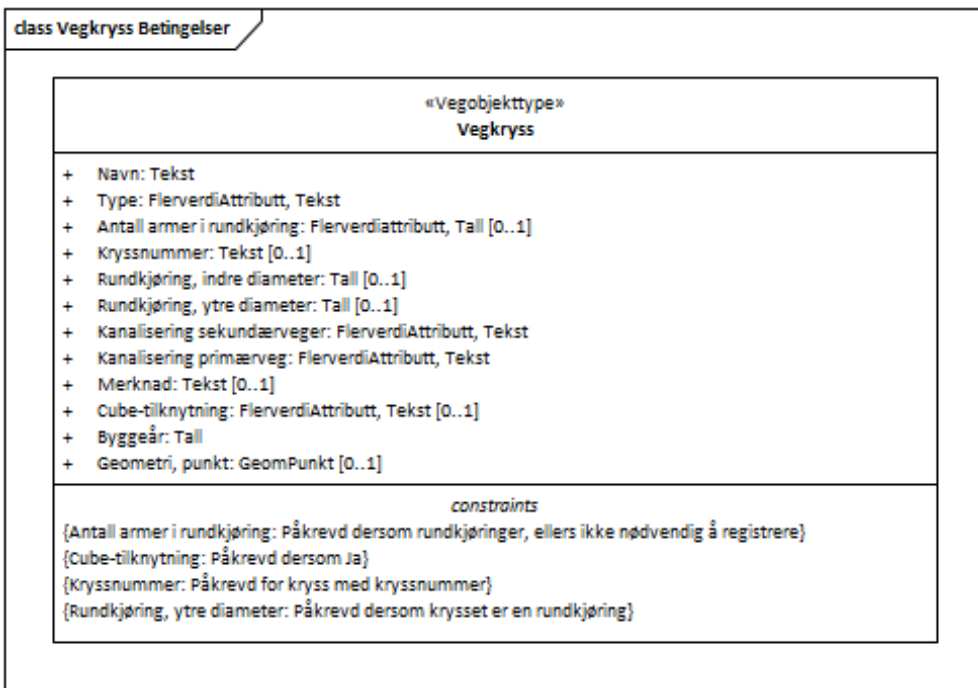 class Vegkryss Betingelser
«Vegobjekttype»
Vegkryss
+ Navn: Tekst
+ Type: FlerverdiAttributt, Tekst
+ Antall armer i rundkjøring: Flerverdiattributt, Tall [0..1]
+ Kryssnummer: Tekst [0..1]
+ Rundkjøring, indre diameter: Tall [0..1]
+ Rundkjøring, ytre diameter: Tall [0..1]
+ Kanalisering sekundærveger: FlerverdiAttributt, Tekst
+ Kanalisering primærveg: FlerverdiAttributt, Tekst
+ Merknad: Tekst [0..1]
+ Cube-tilknytning: FlerverdiAttributt, Tekst [0..1]
+ Byggeår: Tall
+ Geometri, punkt: GeomPunkt [0..1]
constraints
{Antall armer i rundkjøring: Påkrevd dersom rundkjøringer, ellers ikke nødvendig å registrere}
{Cube-tilknytning: Påkrevd dersom Ja}
{Kryssnummer: Påkrevd for kryss med kryssnummer}
{Rundkjøring, ytre diameter: Påkrevd dersom krysset er en rundkjøring}